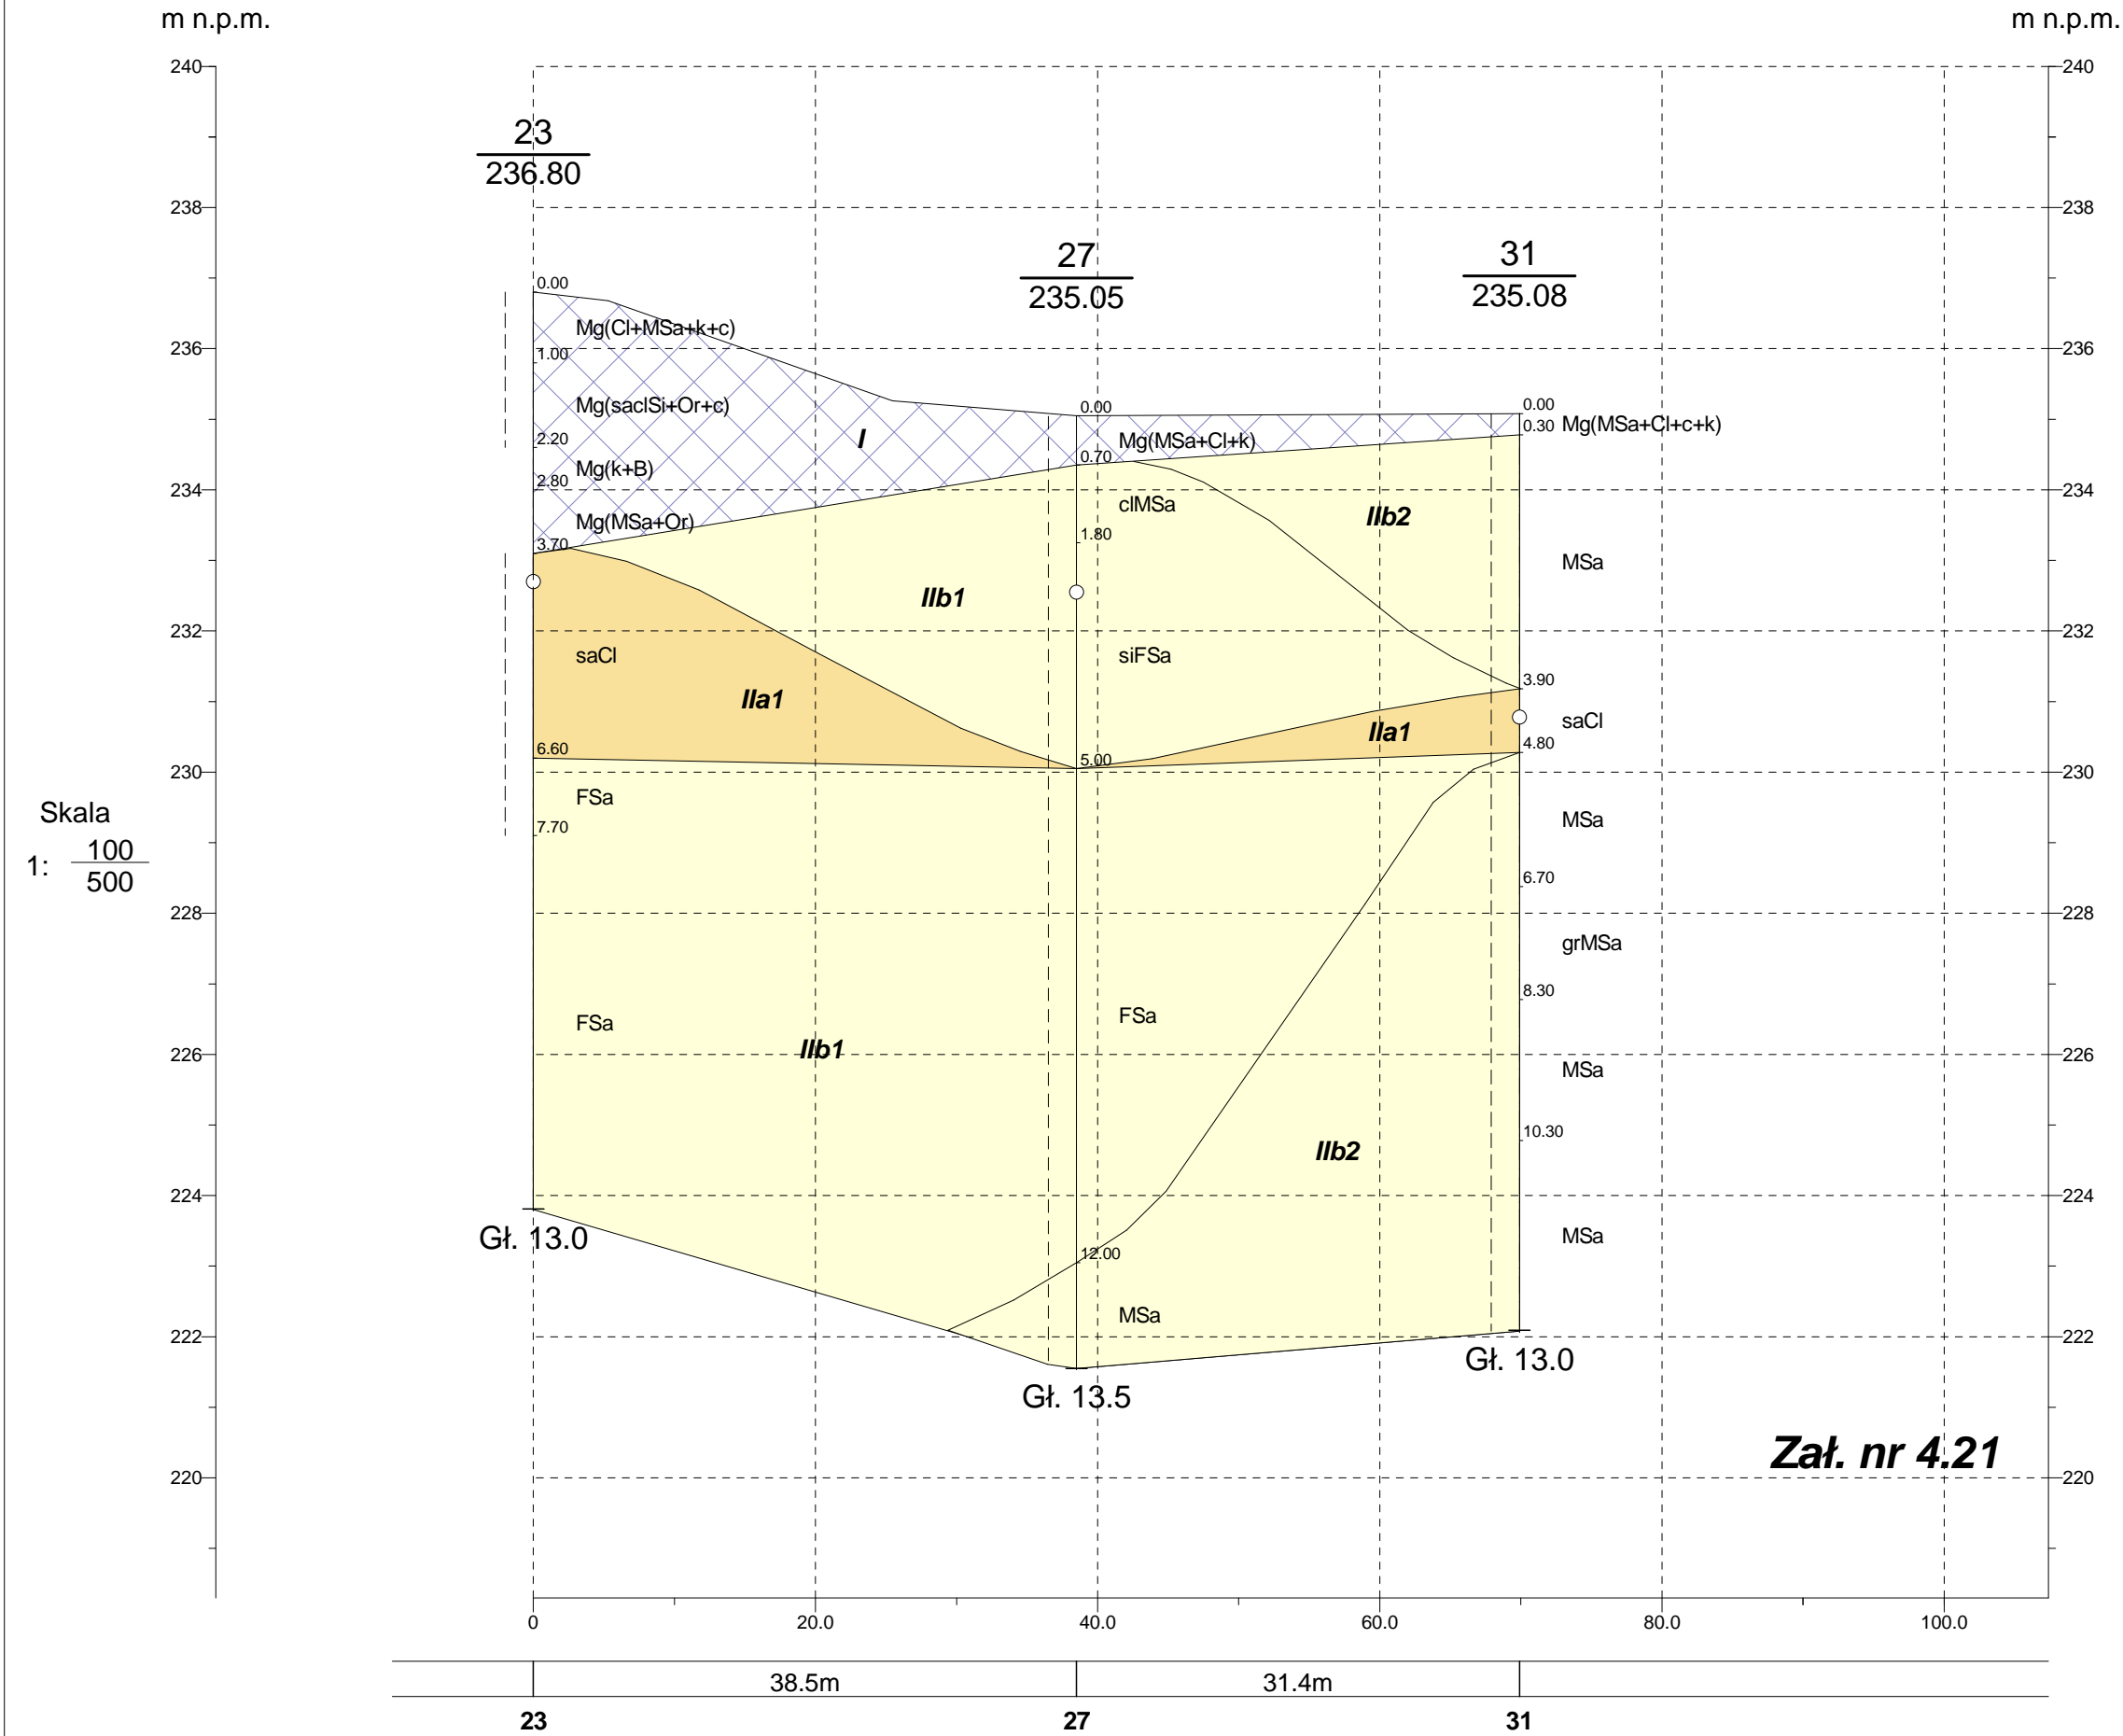 m n.p.m. m n.p.m.
240 240
23
236.80
238 238
27
235.05
31
235.08
0.00
Mg(Cl+MSa+k+c)
236 236
1.00
Mg(saclSi+Or+c)
0.00
0.00
Mg(MSa+Cl+c+k)
0.30
2.20
I
Mg(MSa+Cl+k)
0.70
Mg(k+B)
2.80
234 234
clMSa
IIb2
Mg(MSa+Or)
3.70
1.80
MSa
IIb1
232 232
saCl
siFSa
3.90
IIa1
saCl
IIa1
6.60
5.00
4.80
230 230
FSa
MSa
7.70
Skala
1: 100
500
6.70
228 228
grMSa
8.30
FSa
FSa
IIb1
226 226
MSa
10.30
IIb2
224 224
Gł. 13.0
MSa
12.00
MSa
222 222
Gł. 13.0
Gł. 13.5
Zał. nr 4.21
220 220
0 20.0 40.0 60.0 80.0 100.0
38.5m 31.4m
23 27 31